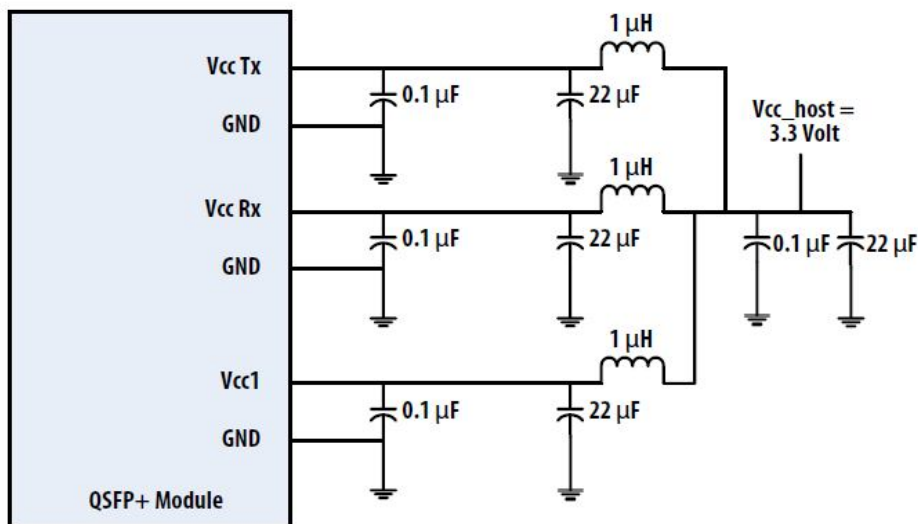 1 µH
Vcc Tx
0.1 µF
22 µF
GND
Vcc_host =
3.3 Volt
1 µH
Vcc Rx
0.1 µF
22 µF
0.1 µF
22 µF
GND
1 µH
Vcc1
0.1 µF
22 µF
GND
QSFP+ Module